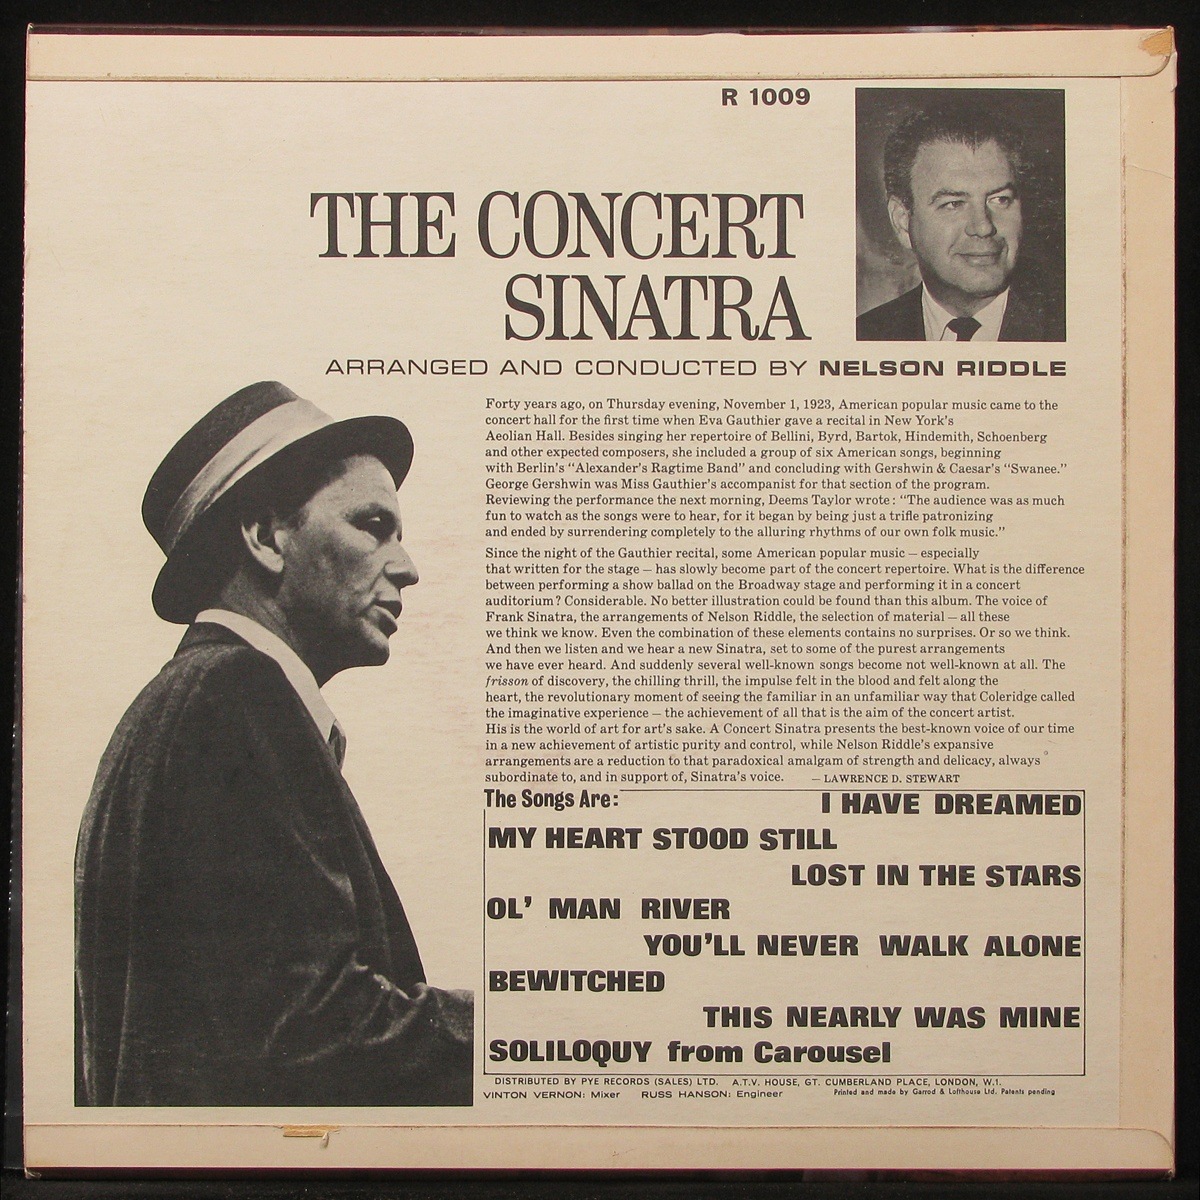 R 1009
THE CONCERT
SINATRA
ARRANGED AND CONDUCTED BY NELSON RIDDLE
Forty years ago, on Thursday evening, November 1, 1923, American popular music came to the
concert hall for the first time when Eva Gauthier gave a recital in New York's
Aeolian Hall. Besides singing her repertoire of Bellini, Byrd, Bartok, Hindemith, Schoenberg
and other expected composers, she included a group of six American songs, beginning
with Berlin's "Alexander's Ragtime Band" and concluding with Gershwin & Caesar's "Swanee."
George Gershwin was Miss Gauthier's accompanist for that section of the program.
Reviewing the performance the next morning, Deems Taylor wrote: "The audience was as much
fun to watch as the songs were to hear, for it began by being just a trifle patronizing
and ended by surrendering completely to the alluring rhythms of our own folk music."
Since the night of the Gauthier recital, some American popular music — especially
that written for the stage — has slowly become part of the concert repertoire. What is the difference
between performing a show ballad on the Broadway stage and performing it in a concert
auditorium? Considerable. No better illustration could be found than this album. The voice of
Frank Sinatra, the arrangements of Nelson Riddle, the selection of material — all these
we think we know. Even the combination of these elements contains no surprises. Or so we think.
And then we listen and we hear a new Sinatra, set to some of the purest arrangements
we have ever heard. And suddenly several well-known songs become not well-known at all. The
frisson of discovery, the chilling thrill, the impulse felt in the blood and felt along the
heart, the revolutionary moment of seeing the familiar in an unfamiliar way that Coleridge called
the imaginative experience — the achievement of all that is the aim of the concert artist.
His is the world of art for art's sake. A Concert Sinatra presents the best-known voice of our time
in a new achievement of artistic purity and control, while Nelson Riddle's expansive
arrangements are a reduction to that paradoxical amalgam of strength and delicacy, always
subordinate to, and in support of, Sinatra's voice. — LAWRENCE D. STEWART
The Songs Are: I HAVE DREAMED
MY HEART STOOD STILL
LOST IN THE STARS
OL' MAN RIVER
YOU'LL NEVER WALK ALONE
BEWITCHED
THIS NEARLY WAS MINE
SOLILOQUY from Carousel
DISTRIBUTED BY PYE RECORDS (SALES) LTD. A.T.V. HOUSE, GT. CUMBERLAND PLACE, LONDON, W.1.
VINTON VERNON: Mixer RUSS HANSON: Engineer Printed and made by Garrod & Lofthouse Ltd. Patents pending